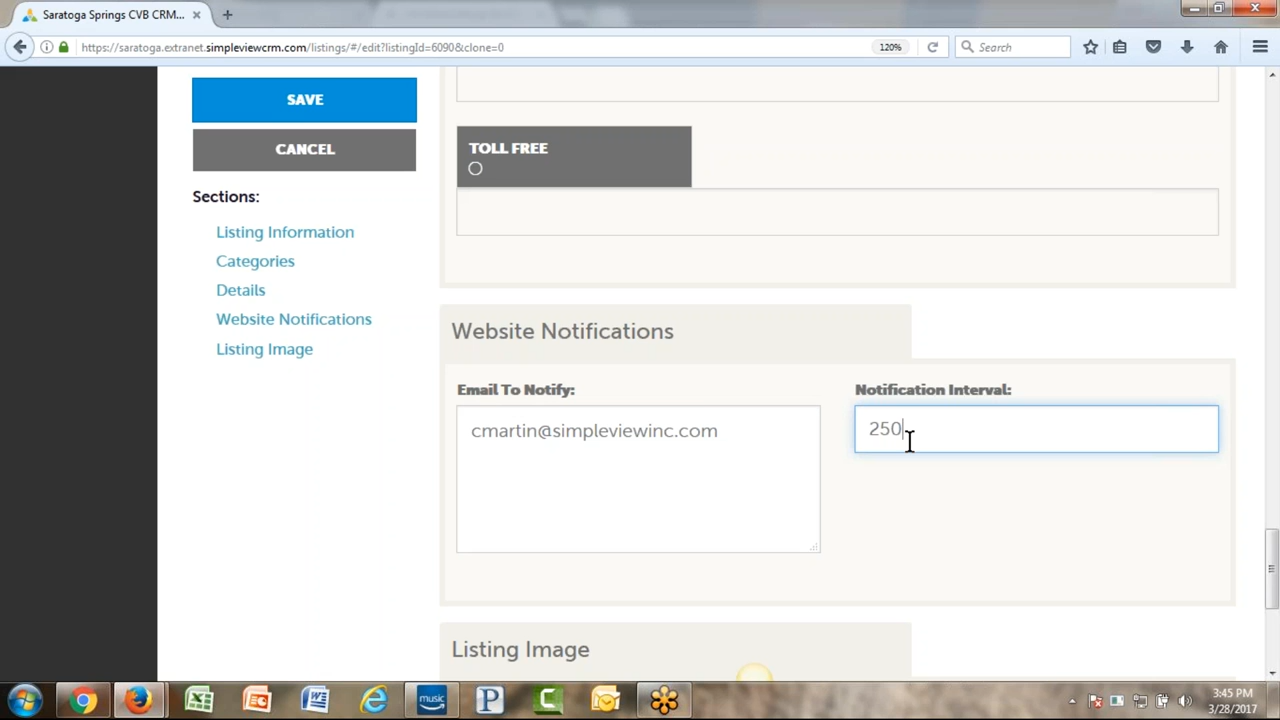 Saratoga Springs CVB CRM...
https://saratoga.extranet.simpleviewcrm.com/listings/#/edit?listingId=6090&clone=0
120%
Search
SAVE
CANCEL
Sections:
Listing Information
Categories
Details
Website Notifications
Listing Image
TOLL FREE
Website Notifications
Email To Notify:
cmartin@simpleviewinc.com
Notification Interval:
250
Listing Image
music
3:45 PM
3/28/2017